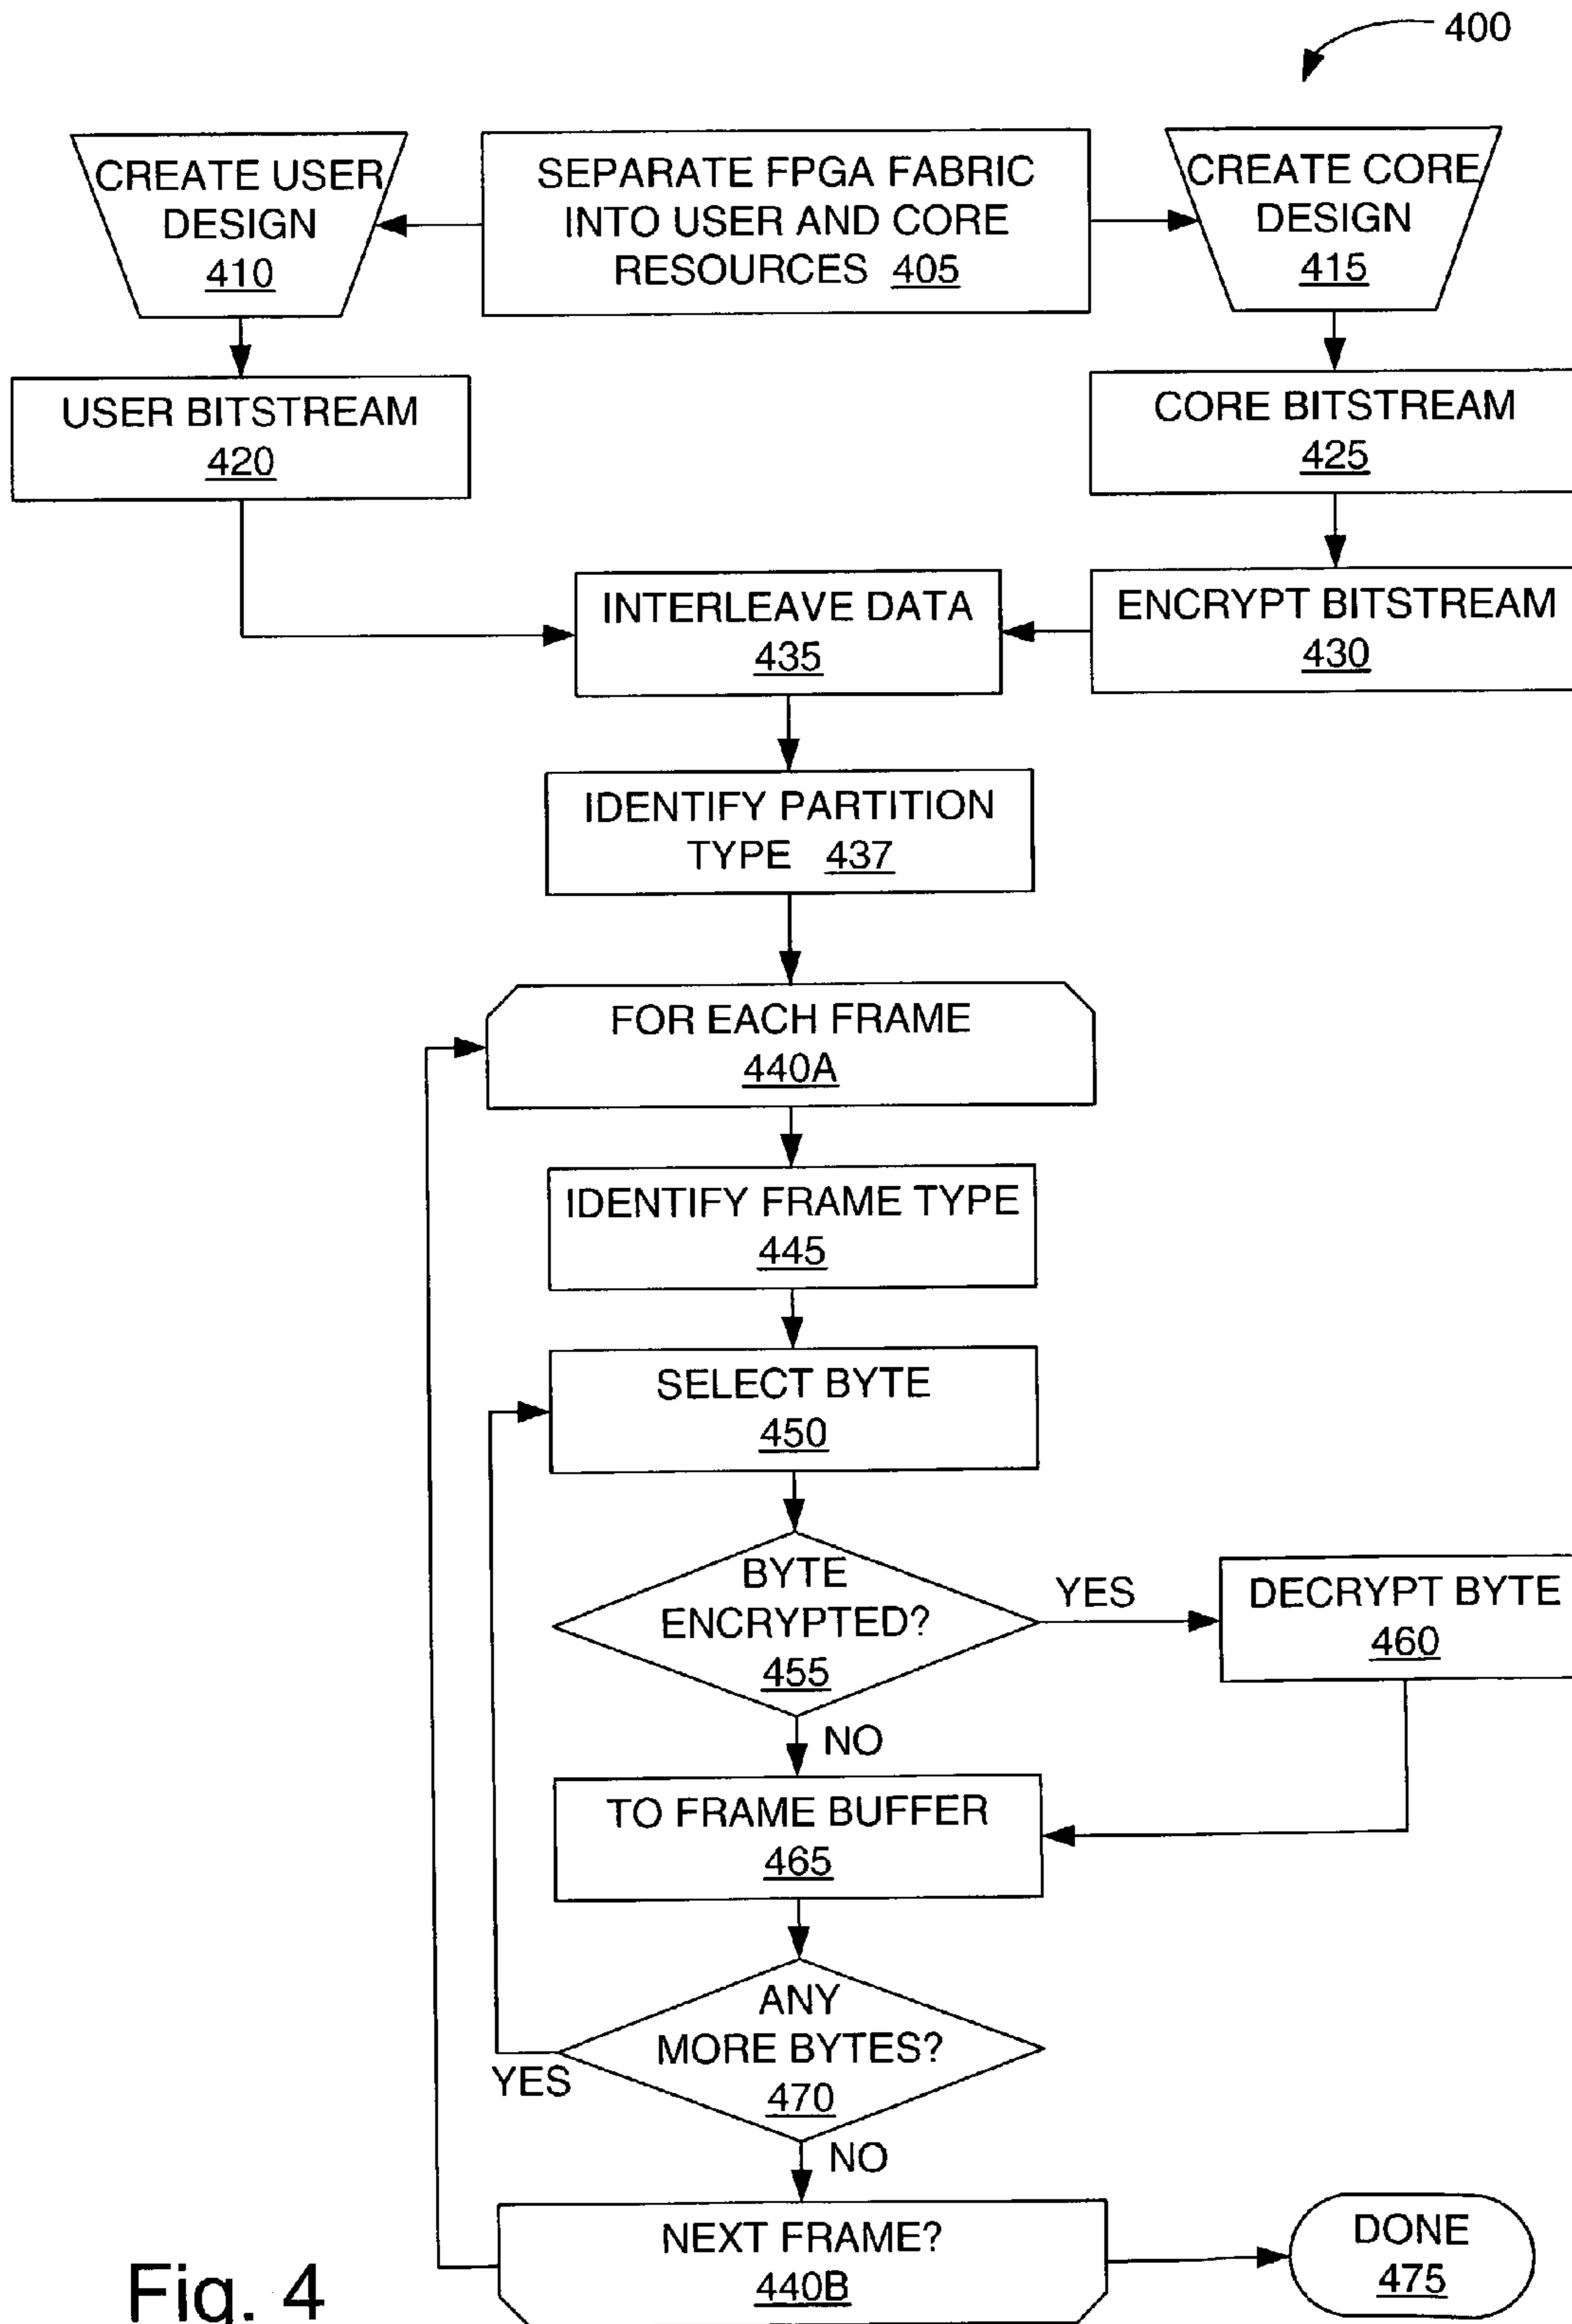 400
CREATE USER
DESIGN
410
SEPARATE FPGA FABRIC
INTO USER AND CORE
RESOURCES 405
CREATE CORE
DESIGN
415
USER BITSTREAM
420
CORE BITSTREAM
425
INTERLEAVE DATA
435
ENCRYPT BITSTREAM
430
IDENTIFY PARTITION
TYPE 437
FOR EACH FRAME
440A
IDENTIFY FRAME TYPE
445
SELECT BYTE
450
BYTE
ENCRYPTED?
455
YES
DECRYPT BYTE
460
NO
TO FRAME BUFFER
465
ANY
MORE BYTES?
470
YES
NO
NEXT FRAME?
440B
DONE
475
Fig. 4